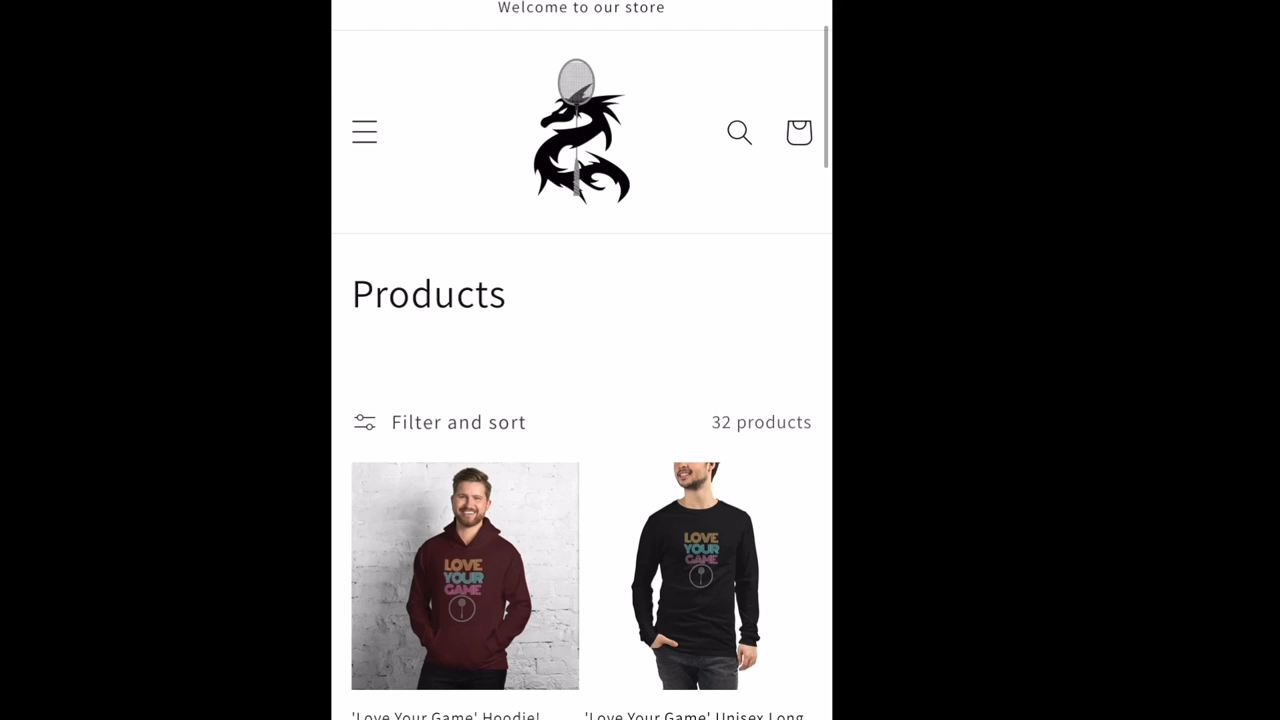 Welcome to our store
Products
Filter and sort
32 products
LOVE
YOUR
GAME
LOVE
YOUR
GAME
'Love Your Game' Hoodie!
'Love Your Game' Unisex Long